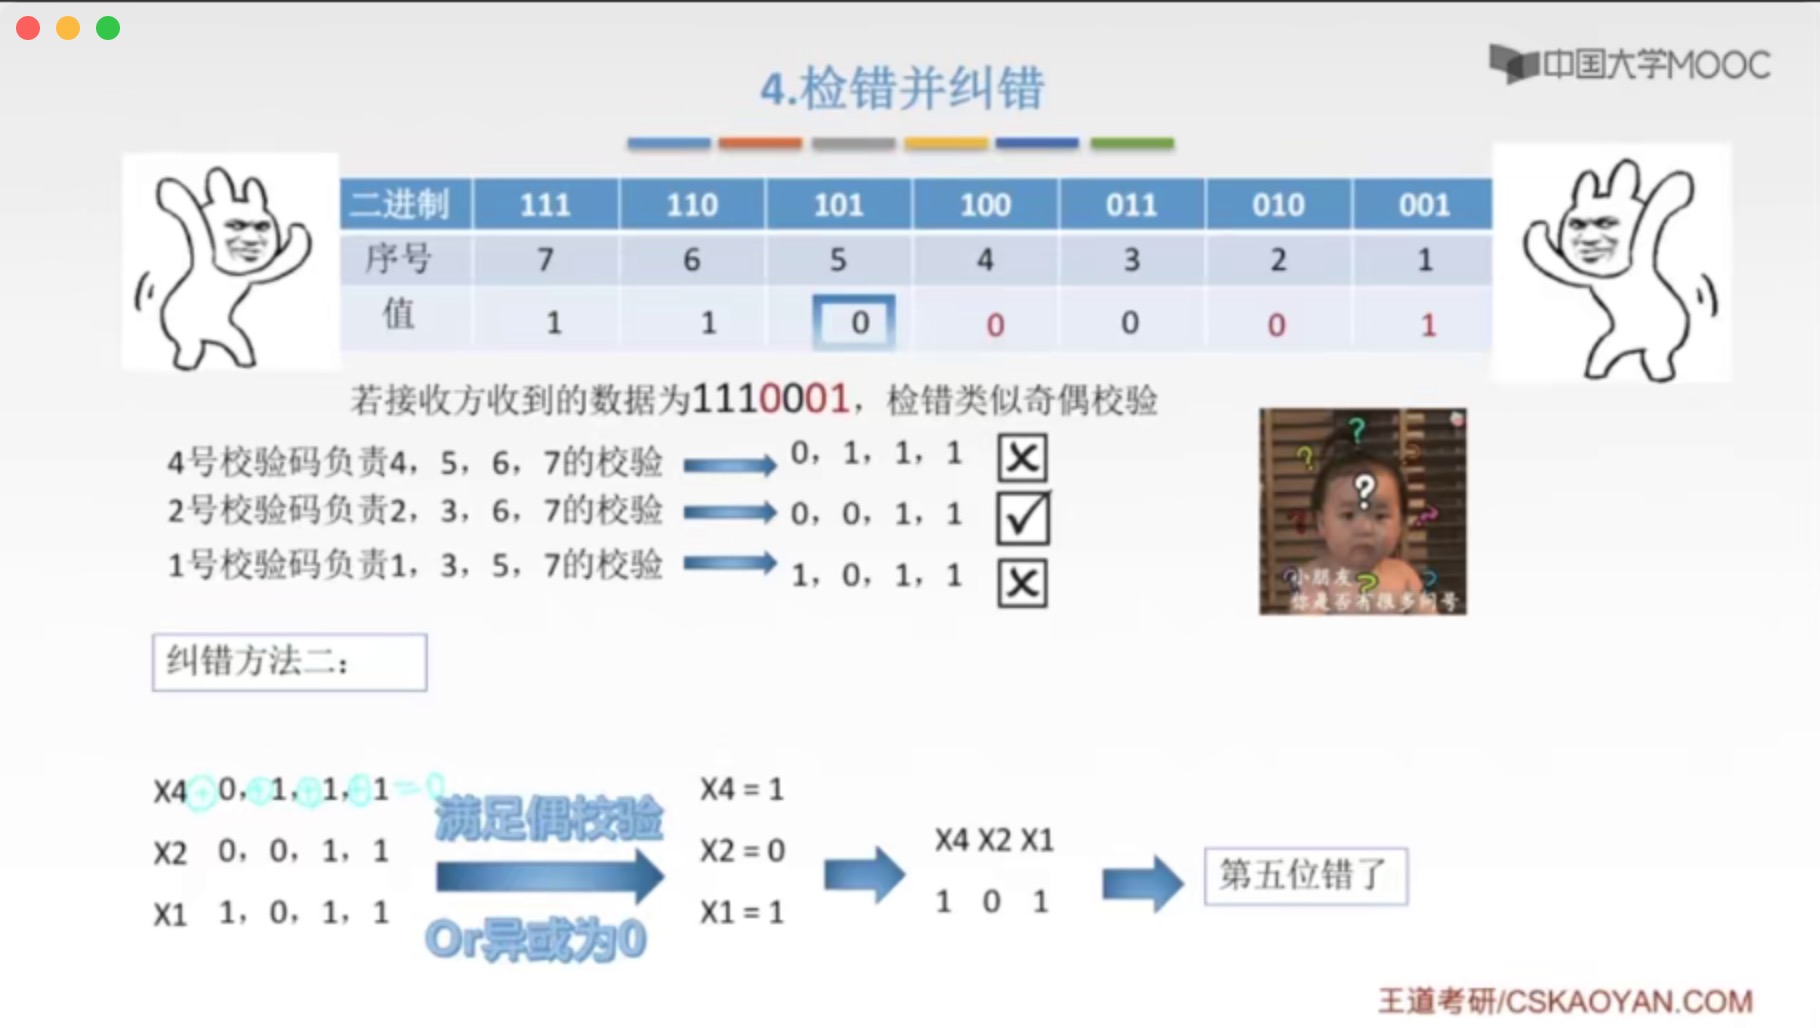 中国大学MOOC
4.检错并纠错
二进制 111 110 101 100 011 010 001
序号 7 6 5 4 3 2 1
值 1 1 0 0 0 0 1
若接收方收到的数据为1110001，检错类似奇偶校验
4号校验码负责4，5，6，7的校验 0，1，1，1
2号校验码负责2，3，6，7的校验 0，0，1，1
1号校验码负责1，3，5，7的校验 1，0，1，1
小朋友
你是否有很多问号
纠错方法二：
X4⊕0，⊕1，⊕1，⊕1=0
X2 0，0，1，1
X1 1，0，1，1
满足偶校验
Or异或为0
X4 = 1
X2 = 0
X1 = 1
X4 X2 X1
1 0 1
第五位错了
王道考研/CSKAOYAN.COM